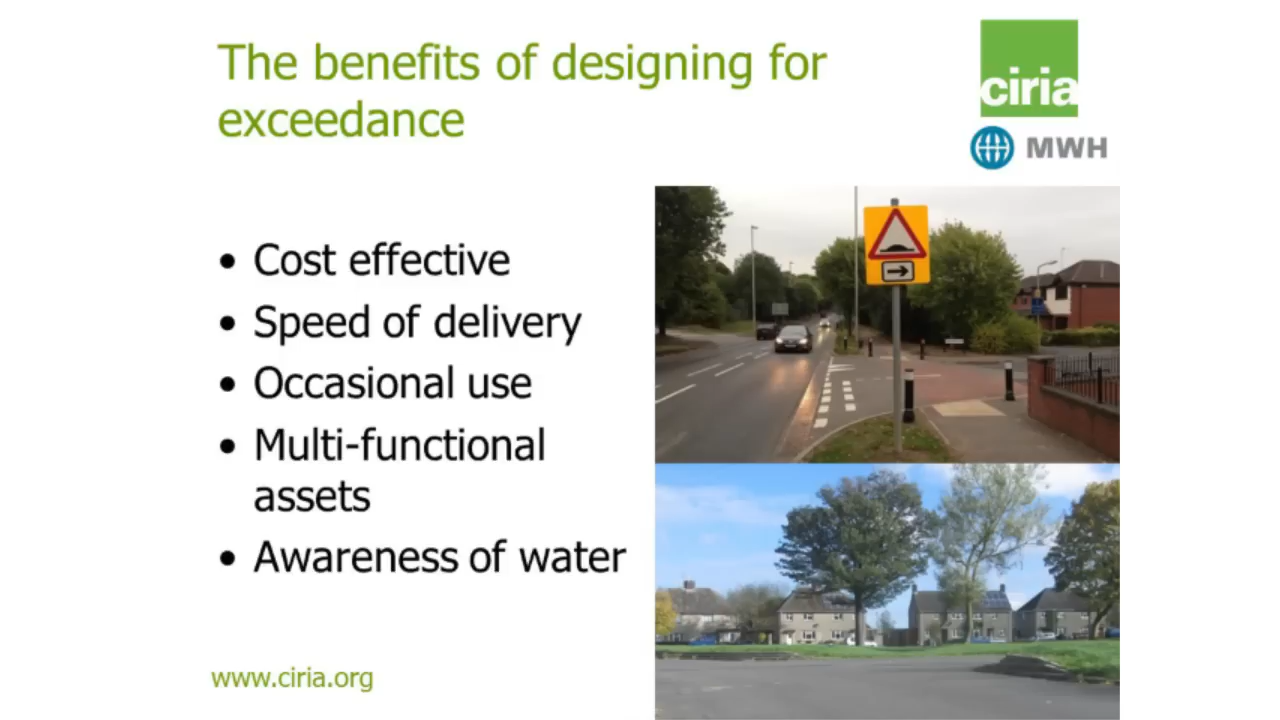 The benefits of designing for
exceedance
ciria
MWH
• Cost effective
• Speed of delivery
• Occasional use
• Multi-functional
assets
• Awareness of water
www.ciria.org